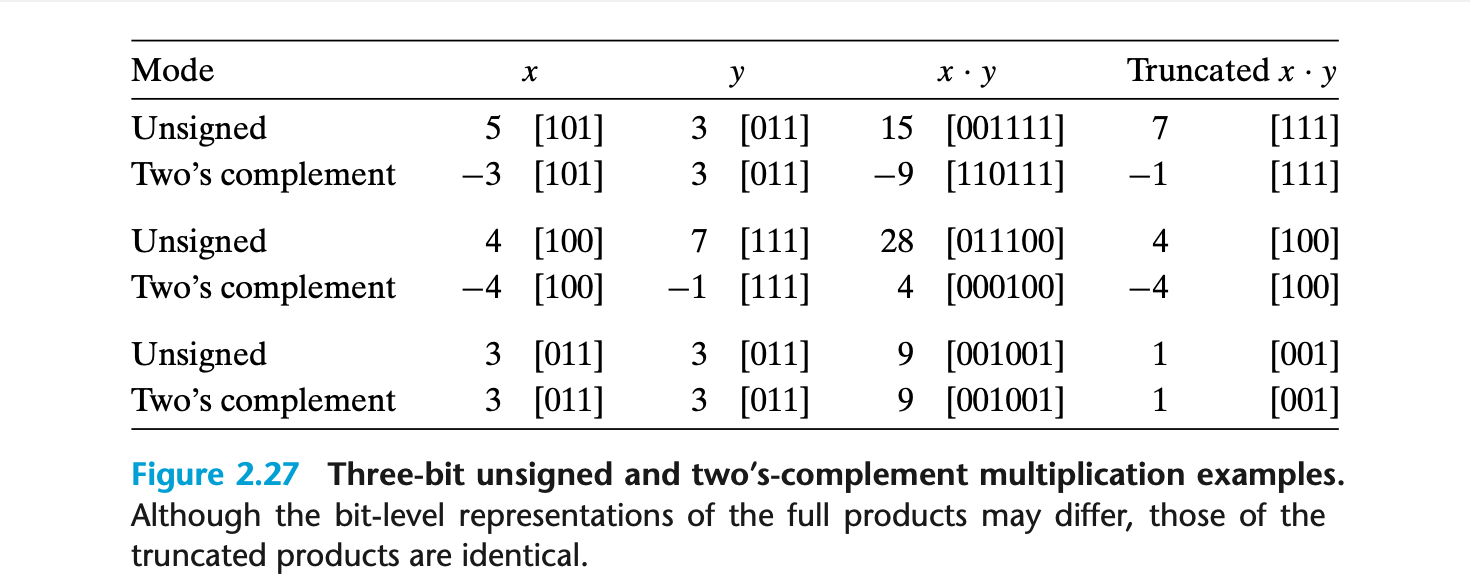 Mode x y x · y Truncated x · y
Unsigned 5 [101] 3 [011] 15 [001111] 7 [111]
Two’s complement −3 [101] 3 [011] −9 [110111] −1 [111]
Unsigned 4 [100] 7 [111] 28 [011100] 4 [100]
Two’s complement −4 [100] −1 [111] 4 [000100] −4 [100]
Unsigned 3 [011] 3 [011] 9 [001001] 1 [001]
Two’s complement 3 [011] 3 [011] 9 [001001] 1 [001]
Figure 2.27 Three-bit unsigned and two’s-complement multiplication examples.
Although the bit-level representations of the full products may differ, those of the
truncated products are identical.